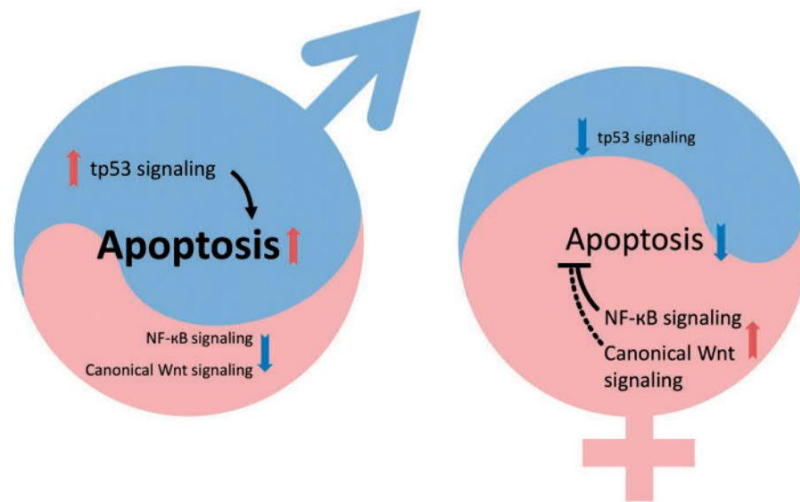 tp53 signaling
Apoptosis
NF-κB signaling
Canonical Wnt signaling
tp53 signaling
Apoptosis
NF-κB signaling
Canonical Wnt
signaling